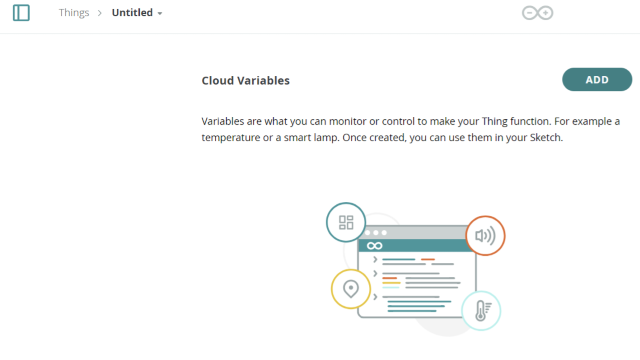 Things > Untitled
Cloud Variables
ADD
Variables are what you can monitor or control to make your Thing function. For example a
temperature or a smart lamp. Once created, you can use them in your Sketch.